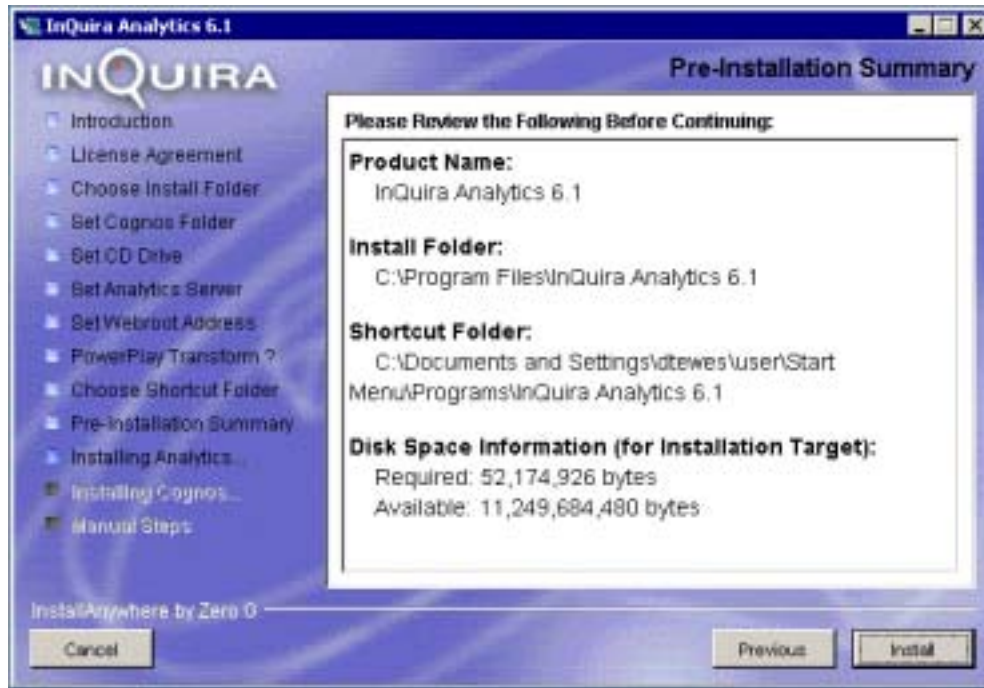 InQuira Analytics 6.1
INQUIRA
Pre-Installation Summary
Introduction
License Agreement
Choose Install Folder
Set Cognos Folder
Set CD Drive
Set Analytics Server
Set Webroot Address
PowerPlay Transform ?
Choose Shortcut Folder
Pre-Installation Summary
Installing Analytics...
Installing Cognos...
Manual Steps
Please Review the Following Before Continuing:
Product Name:
InQuira Analytics 6.1
Install Folder:
C:\Program Files\InQuira Analytics 6.1
Shortcut Folder:
C:\Documents and Settings\dtewes\user\Start
Menu\Programs\InQuira Analytics 6.1
Disk Space Information (for Installation Target):
Required: 52,174,926 bytes
Available: 11,249,684,480 bytes
InstallAnywhere by Zero G
Cancel
Previous
Install